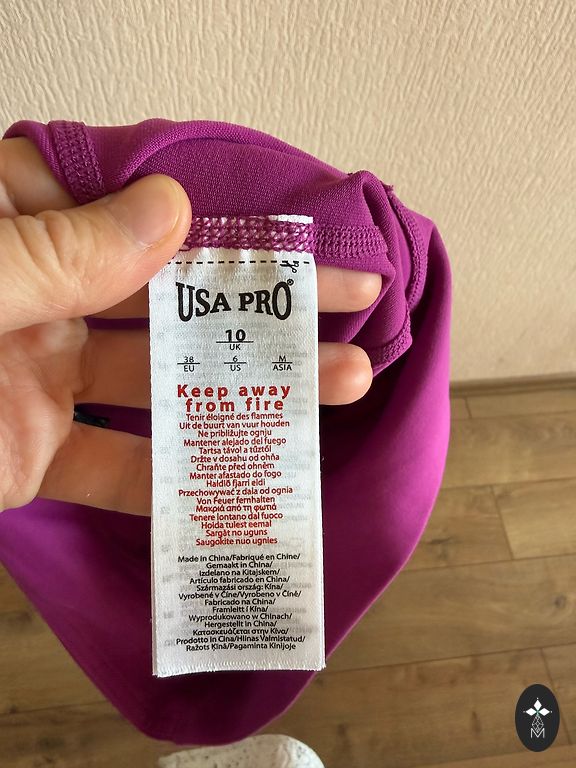 USA PRO®
10
UK
38 6 M
EU US ASIA
Keep away
from fire
Tenir éloigné des flammes
Uit de buurt van vuur houden
Ne približujte ognju
Mantener alejado del fuego
Tartsa távol a tűztől
Držte v dosahu od ohňa
Chraňte před ohněm
Manter afastado do fogo
Haldið fjarri eldi
Przechowywać z dala od ognia
Von Feuer fernhalten
Μακριά από τη φωτιά
Tenere lontano dal fuoco
Hoida tulest eemal
Sargāt no uguns
Saugokite nuo ugnies
Made in China/Fabriqué en Chine/
Gemaakt in China/
Izdelano na Kitajskem/
Artículo fabricado en China/
Származási ország: Kína/
Vyrobené v Číne/Vyrobeno v Číně/
Fabricado na China/
Framleitt í Kína/
Wyprodukowano w Chinach/
Hergestellt in China/
Κατασκευάζεται στην Κίνα/
Prodotto in Cina/Hiinas Valmistatud/
Ražots Ķīnā/Pagaminta Kinijoje
M